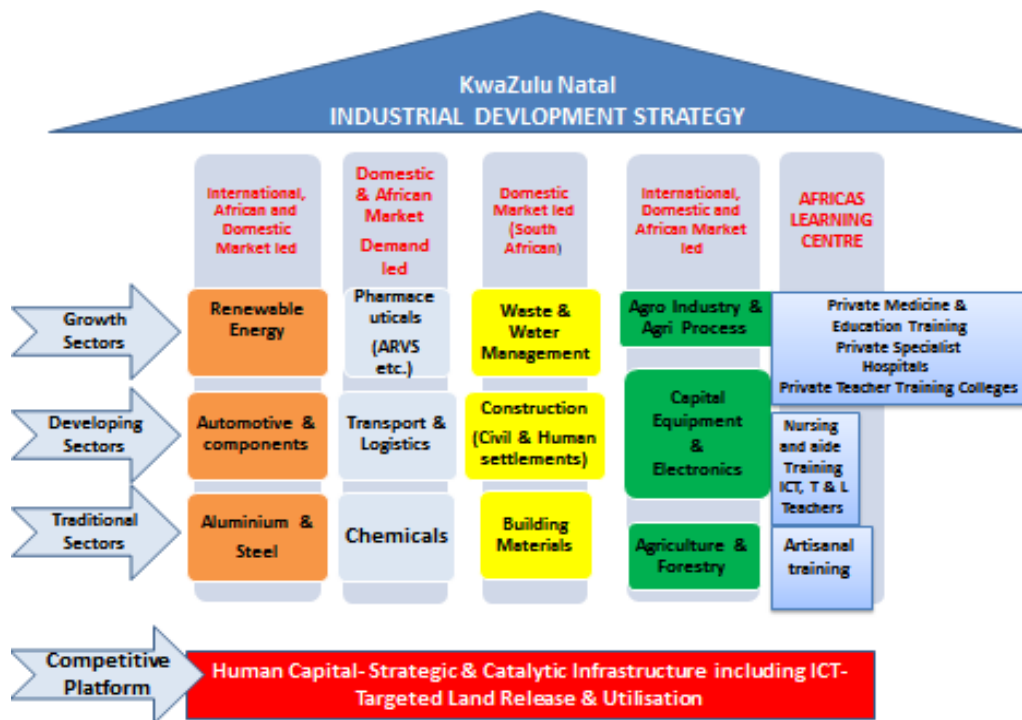 KwaZulu Natal
INDUSTRIAL DEVLOPMENT STRATEGY
International,
African and
Domestic
Market led
Domestic
& African
Market
Demand
led
Domestic
Market led
(South
African)
International,
Domestic and
African Market
led
AFRICAS
LEARNING
CENTRE
Growth
Sectors
Renewable
Energy
Pharmace
uticals
(ARVS
etc.)
Waste &
Water
Management
Agro Industry &
Agri Process
Private Medicine &
Education Training
Private Specialist
Hospitals
Private Teacher Training Colleges
Developing
Sectors
Automotive &
components
Transport &
Logistics
Construction
(Civil & Human
settlements)
Capital
Equipment
&
Electronics
Nursing
and aide
Training
ICT, T & L
Teachers
Traditional
Sectors
Aluminium &
Steel
Chemicals
Building
Materials
Agriculture &
Forestry
Artisanal
training
Competitive
Platform
Human Capital- Strategic & Catalytic Infrastructure including ICT-
Targeted Land Release & Utilisation